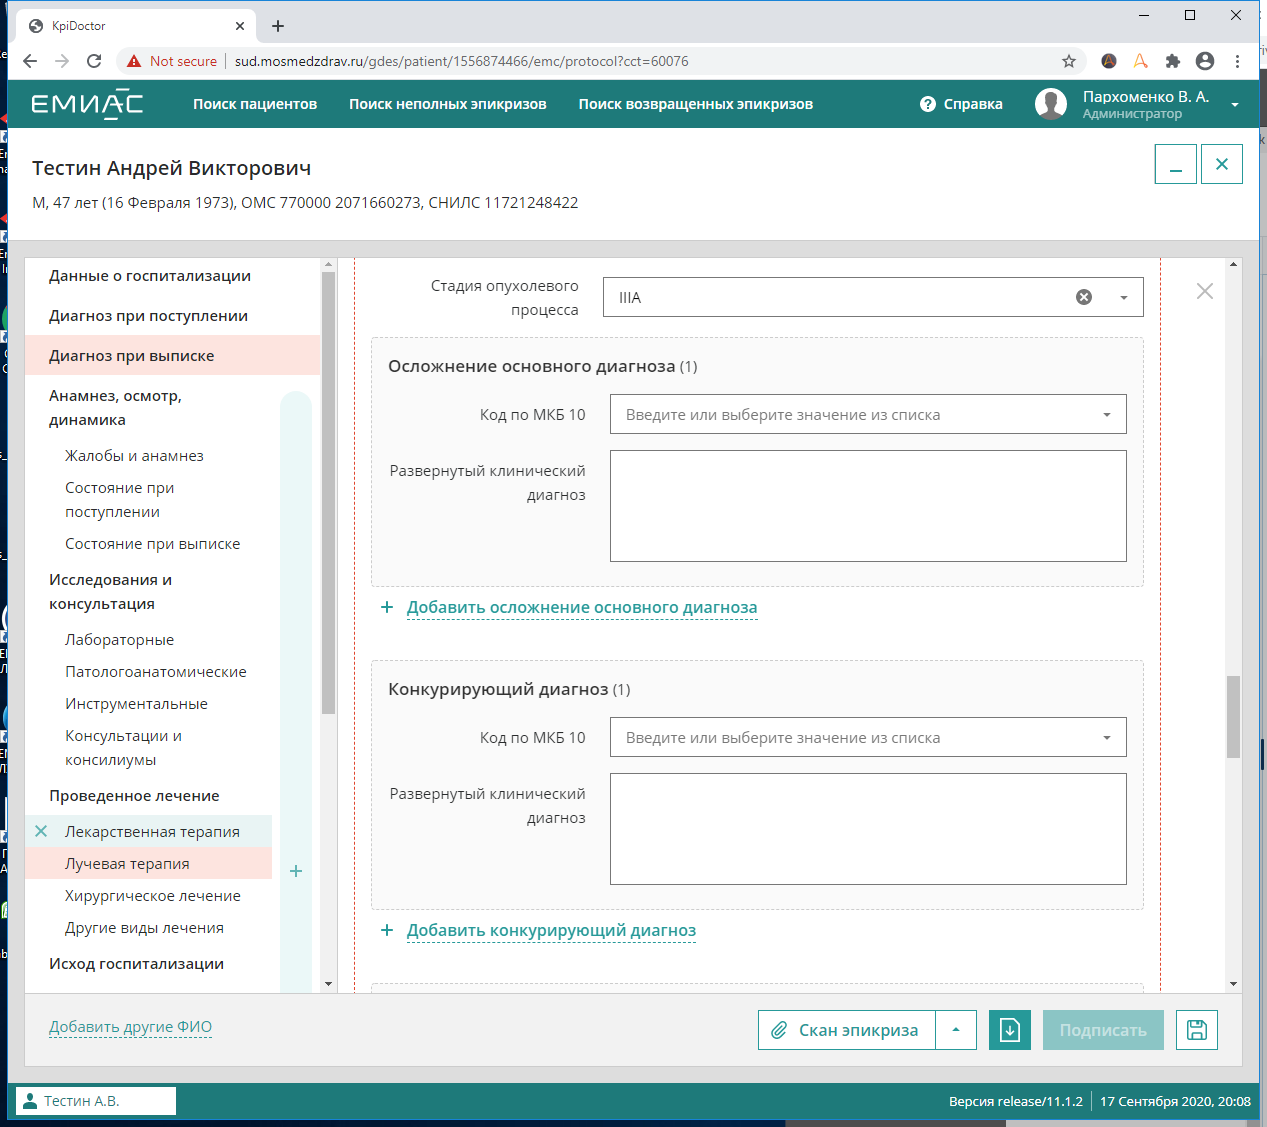 KpiDoctor
Not secure
sud.mosmedzdrav.ru/gdes/patient/1556874466/emc/protocol?cct=60076
ЕМИАС
Поиск пациентов
Поиск неполных эпикризов
Поиск возвращенных эпикризов
Справка
Пархоменко В. А.
Администратор
Тестин Андрей Викторович
М, 47 лет (16 Февраля 1973), ОМС 770000 2071660273, СНИЛС 11721248422
Данные о госпитализации
Диагноз при поступлении
Диагноз при выписке
Анамнез, осмотр,
динамика
Жалобы и анамнез
Состояние при
поступлении
Состояние при выписке
Исследования и
консультация
Лабораторные
Патологоанатомические
Инструментальные
Консультации и
консилиумы
Проведенное лечение
Лекарственная терапия
Лучевая терапия
Хирургическое лечение
Другие виды лечения
Исход госпитализации
Стадия опухолевого
процесса
IIIA
Осложнение основного диагноза (1)
Код по МКБ 10
Введите или выберите значение из списка
Развернутый клинический
диагноз
+ Добавить осложнение основного диагноза
Конкурирующий диагноз (1)
Код по МКБ 10
Введите или выберите значение из списка
Развернутый клинический
диагноз
+ Добавить конкурирующий диагноз
Добавить другие ФИО
Скан эпикриза
Подписать
Тестин А.В.
Версия release/11.1.2
17 Сентября 2020, 20:08